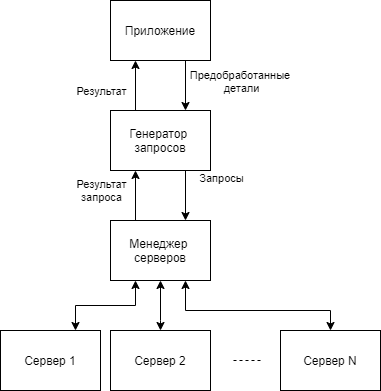 Приложение
Результат
Предобработанные
детали
Генератор
запросов
Результат
запроса
Запросы
Менеджер
серверов
Сервер 1
Сервер 2
Сервер N